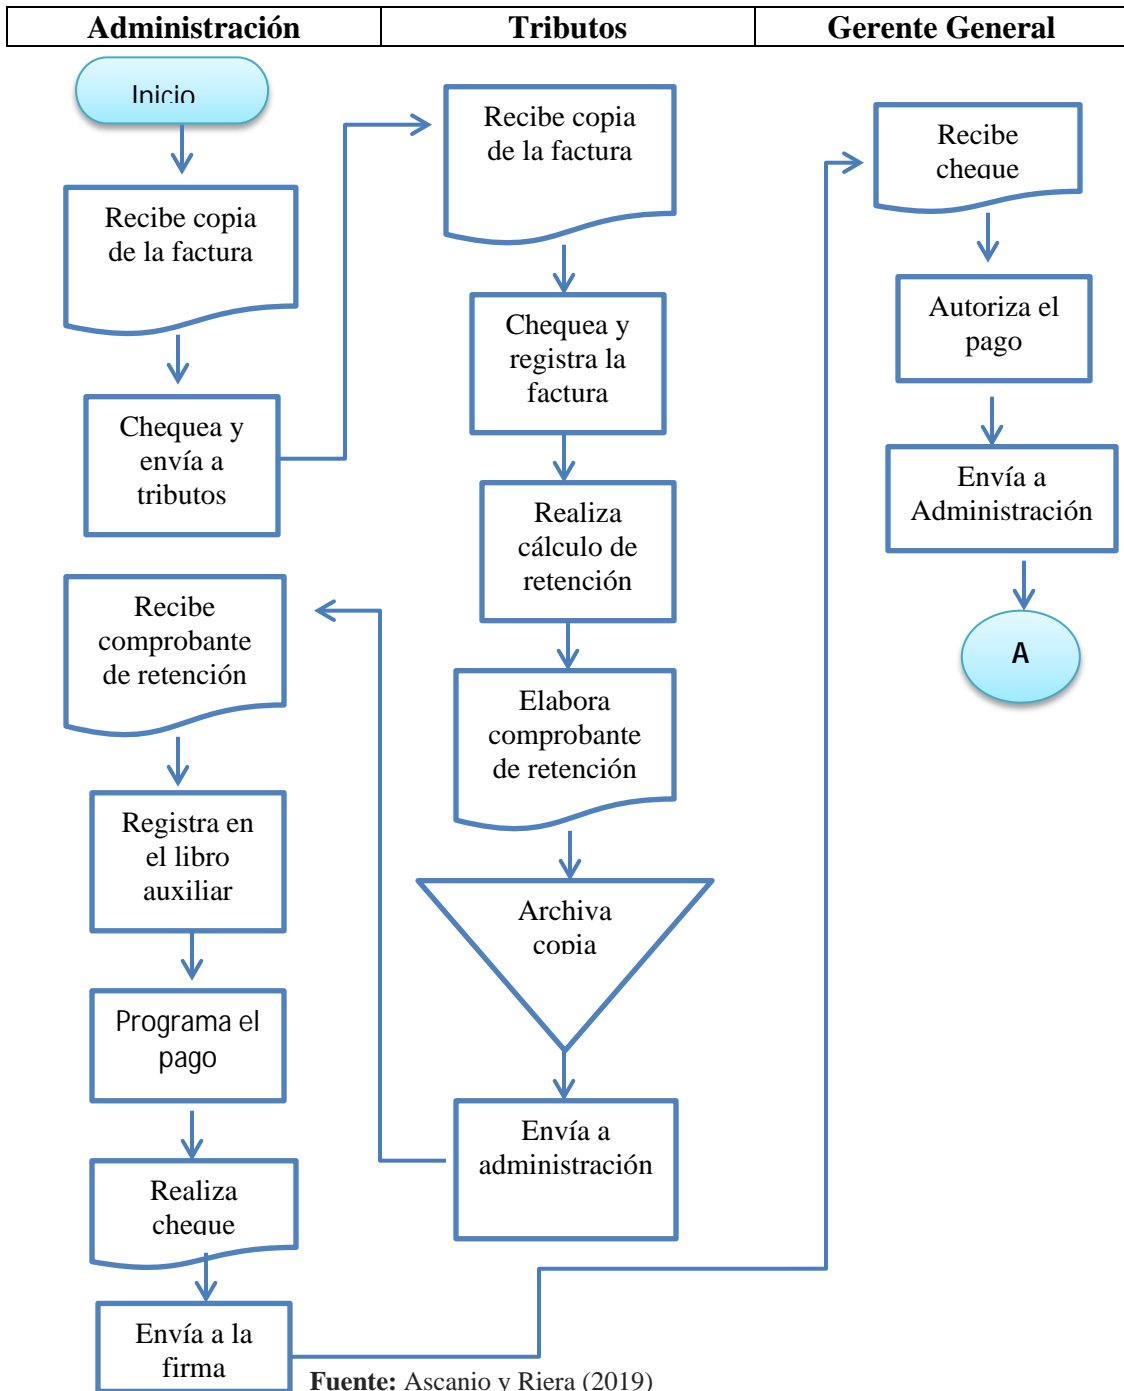 Administración
Tributos
Gerente General
Inicio
Recibe copia
de la factura
Chequea y
envía a
tributos
Recibe
comprobante
de retención
Registra en
el libro
auxiliar
Programa el
pago
Realiza
cheque
Envía a la
firma
Recibe copia
de la factura
Chequea y
registra la
factura
Realiza
cálculo de
retención
Elabora
comprobante
de retención
Archiva
copia
Envía a
administración
Recibe
cheque
Autoriza el
pago
Envía a
Administración
A
Fuente: Ascanio y Riera (2019)